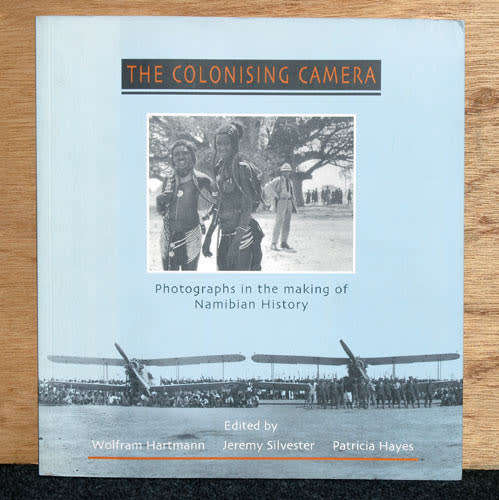 THE COLONISING CAMERA
Photographs in the making of
Namibian History
Edited by
Wolfram Hartmann Jeremy Silvester Patricia Hayes